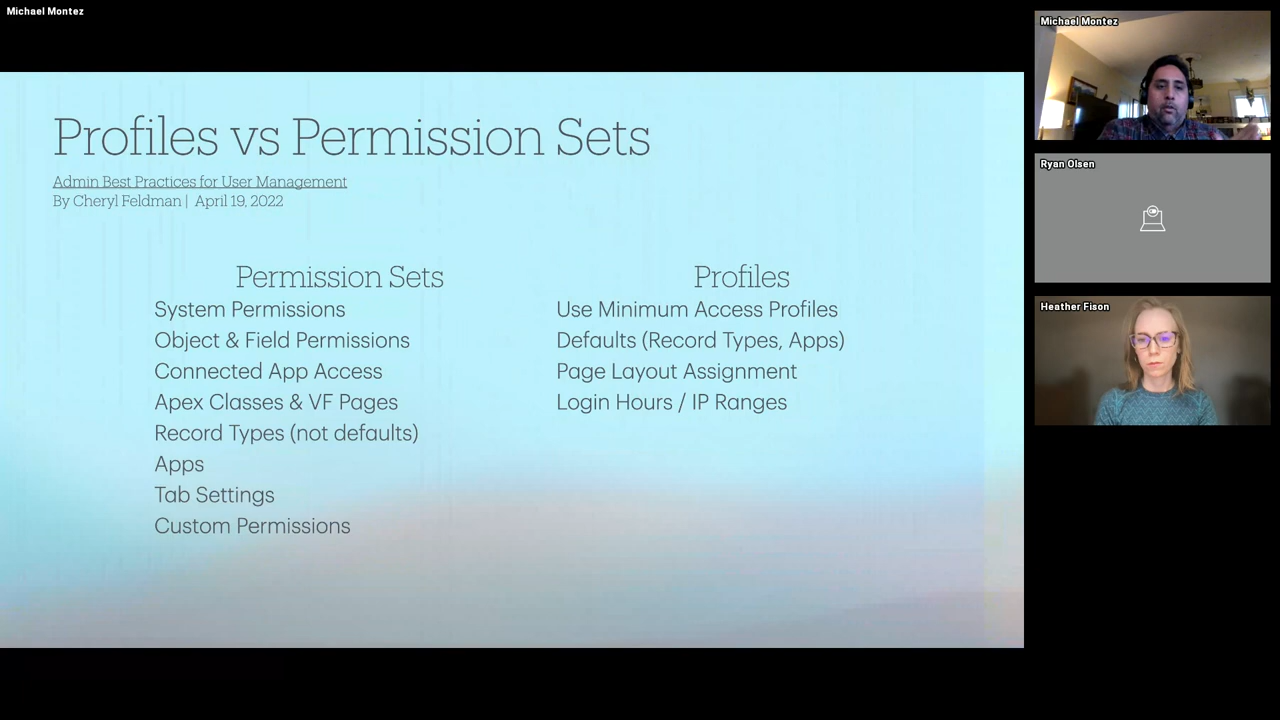 Michael Montez
Profiles vs Permission Sets
Admin Best Practices for User Management
By Cheryl Feldman | April 19, 2022
Permission Sets
System Permissions
Object & Field Permissions
Connected App Access
Apex Classes & VF Pages
Record Types (not defaults)
Apps
Tab Settings
Custom Permissions
Profiles
Use Minimum Access Profiles
Defaults (Record Types, Apps)
Page Layout Assignment
Login Hours / IP Ranges
Michael Montez
Ryan Olsen
Heather Fison